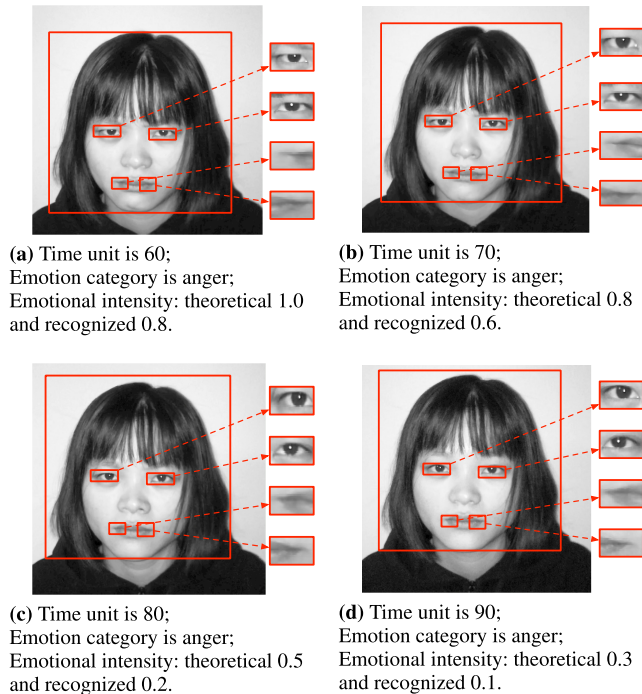 (a) Time unit is 60;
Emotion category is anger;
Emotional intensity: theoretical 1.0
and recognized 0.8.
(b) Time unit is 70;
Emotion category is anger;
Emotional intensity: theoretical 0.8
and recognized 0.6.
(c) Time unit is 80;
Emotion category is anger;
Emotional intensity: theoretical 0.5
and recognized 0.2.
(d) Time unit is 90;
Emotion category is anger;
Emotional intensity: theoretical 0.3
and recognized 0.1.